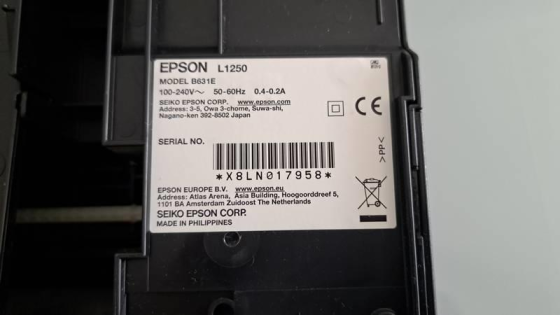 EPSON L1250
MODEL B631E
100-240V～ 50-60Hz 0.4-0.2A
SEIKO EPSON CORP. www.epson.com
Address: 3-5, Owa 3-chome, Suwa-shi,
Nagano-ken 392-8502 Japan
CE
SERIAL NO.
*X8LN017958*
>PP<
EPSON EUROPE B.V. www.epson.eu
Address: Atlas Arena, Asia Building, Hoogoorddreef 5,
1101 BA Amsterdam Zuidoost The Netherlands
SEIKO EPSON CORP.
MADE IN PHILIPPINES